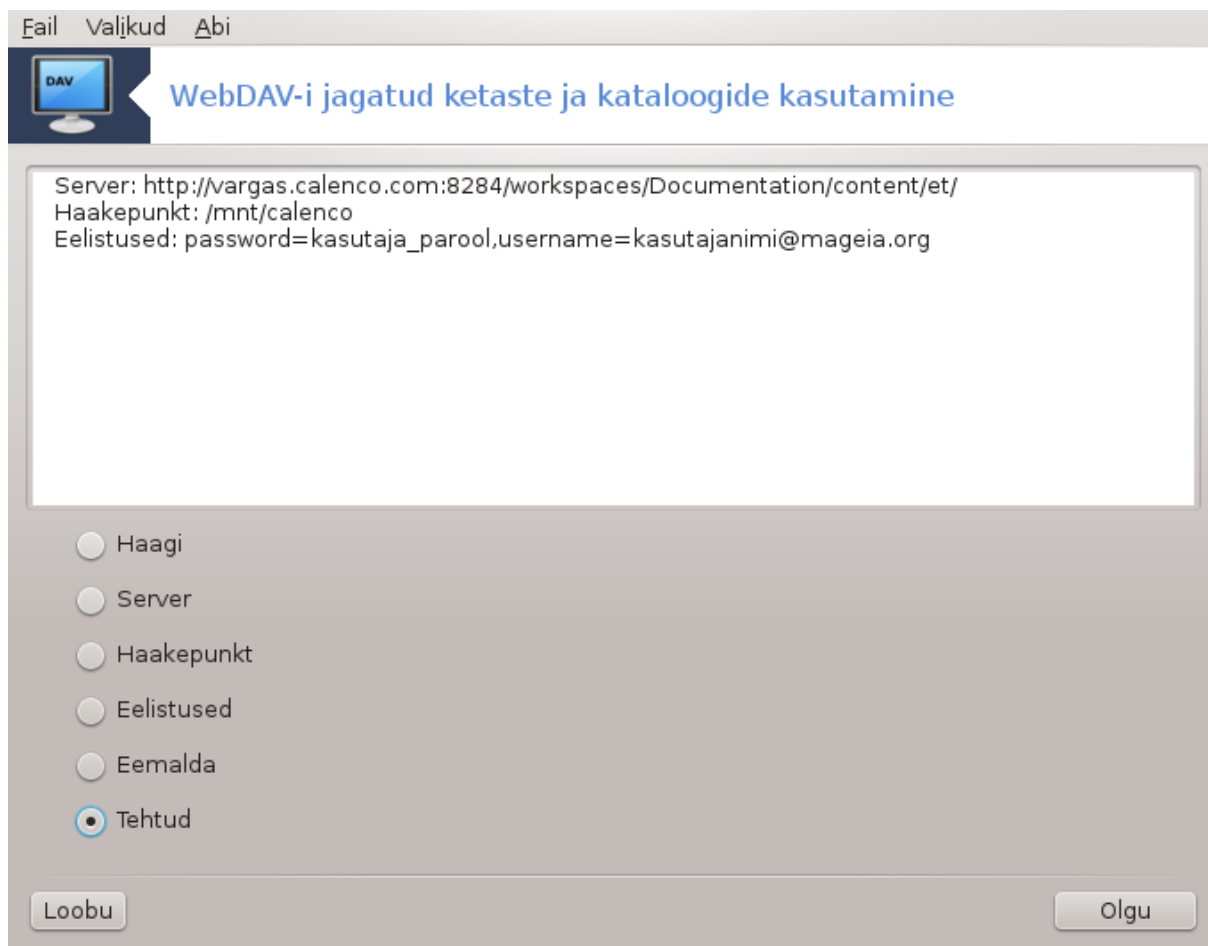 Fail Valikud Abi
DAV
WebDAV-i jagatud ketaste ja kataloogide kasutamine
Server: http://vargas.calenco.com:8284/workspaces/Documentation/content/et/
Haakepunkt: /mnt/calenco
Eelistused: password=kasutaja_parool,username=kasutajanimi@mageia.org
Haagi
Server
Haakepunkt
Eelistused
Eemalda
Tehtud
Loobu Olgu